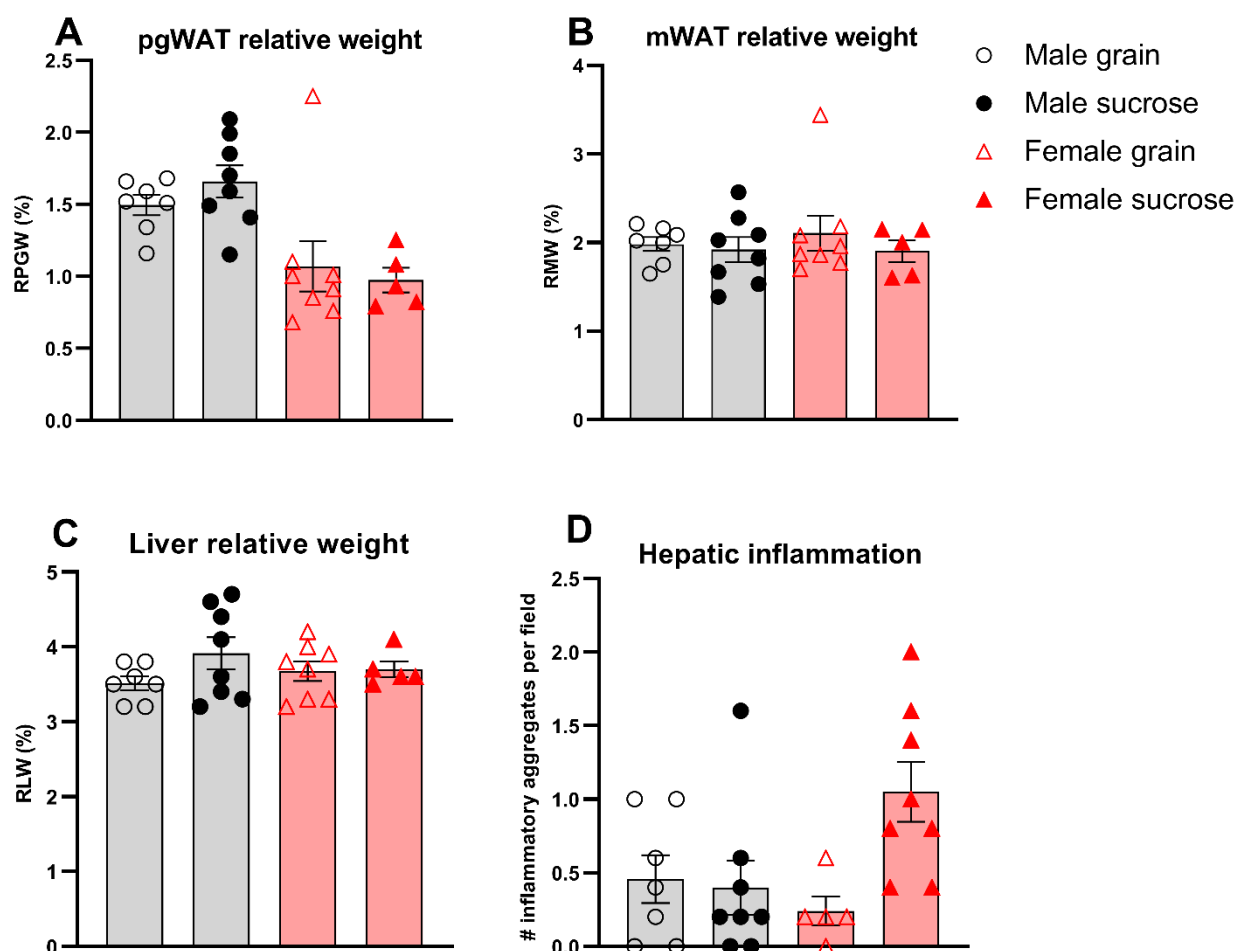 A
pgWAT relative weight
RPGW (%)
2.5
2.0
1.5
1.0
0.5
0.0
B
mWAT relative weight
RMW (%)
4
3
2
1
0
Male grain
Male sucrose
Female grain
Female sucrose
C
Liver relative weight
RLW (%)
5
4
3
2
1
0
D
Hepatic inflammation
# inflammatory aggregates per field
2.5
2.0
1.5
1.0
0.5
0.0